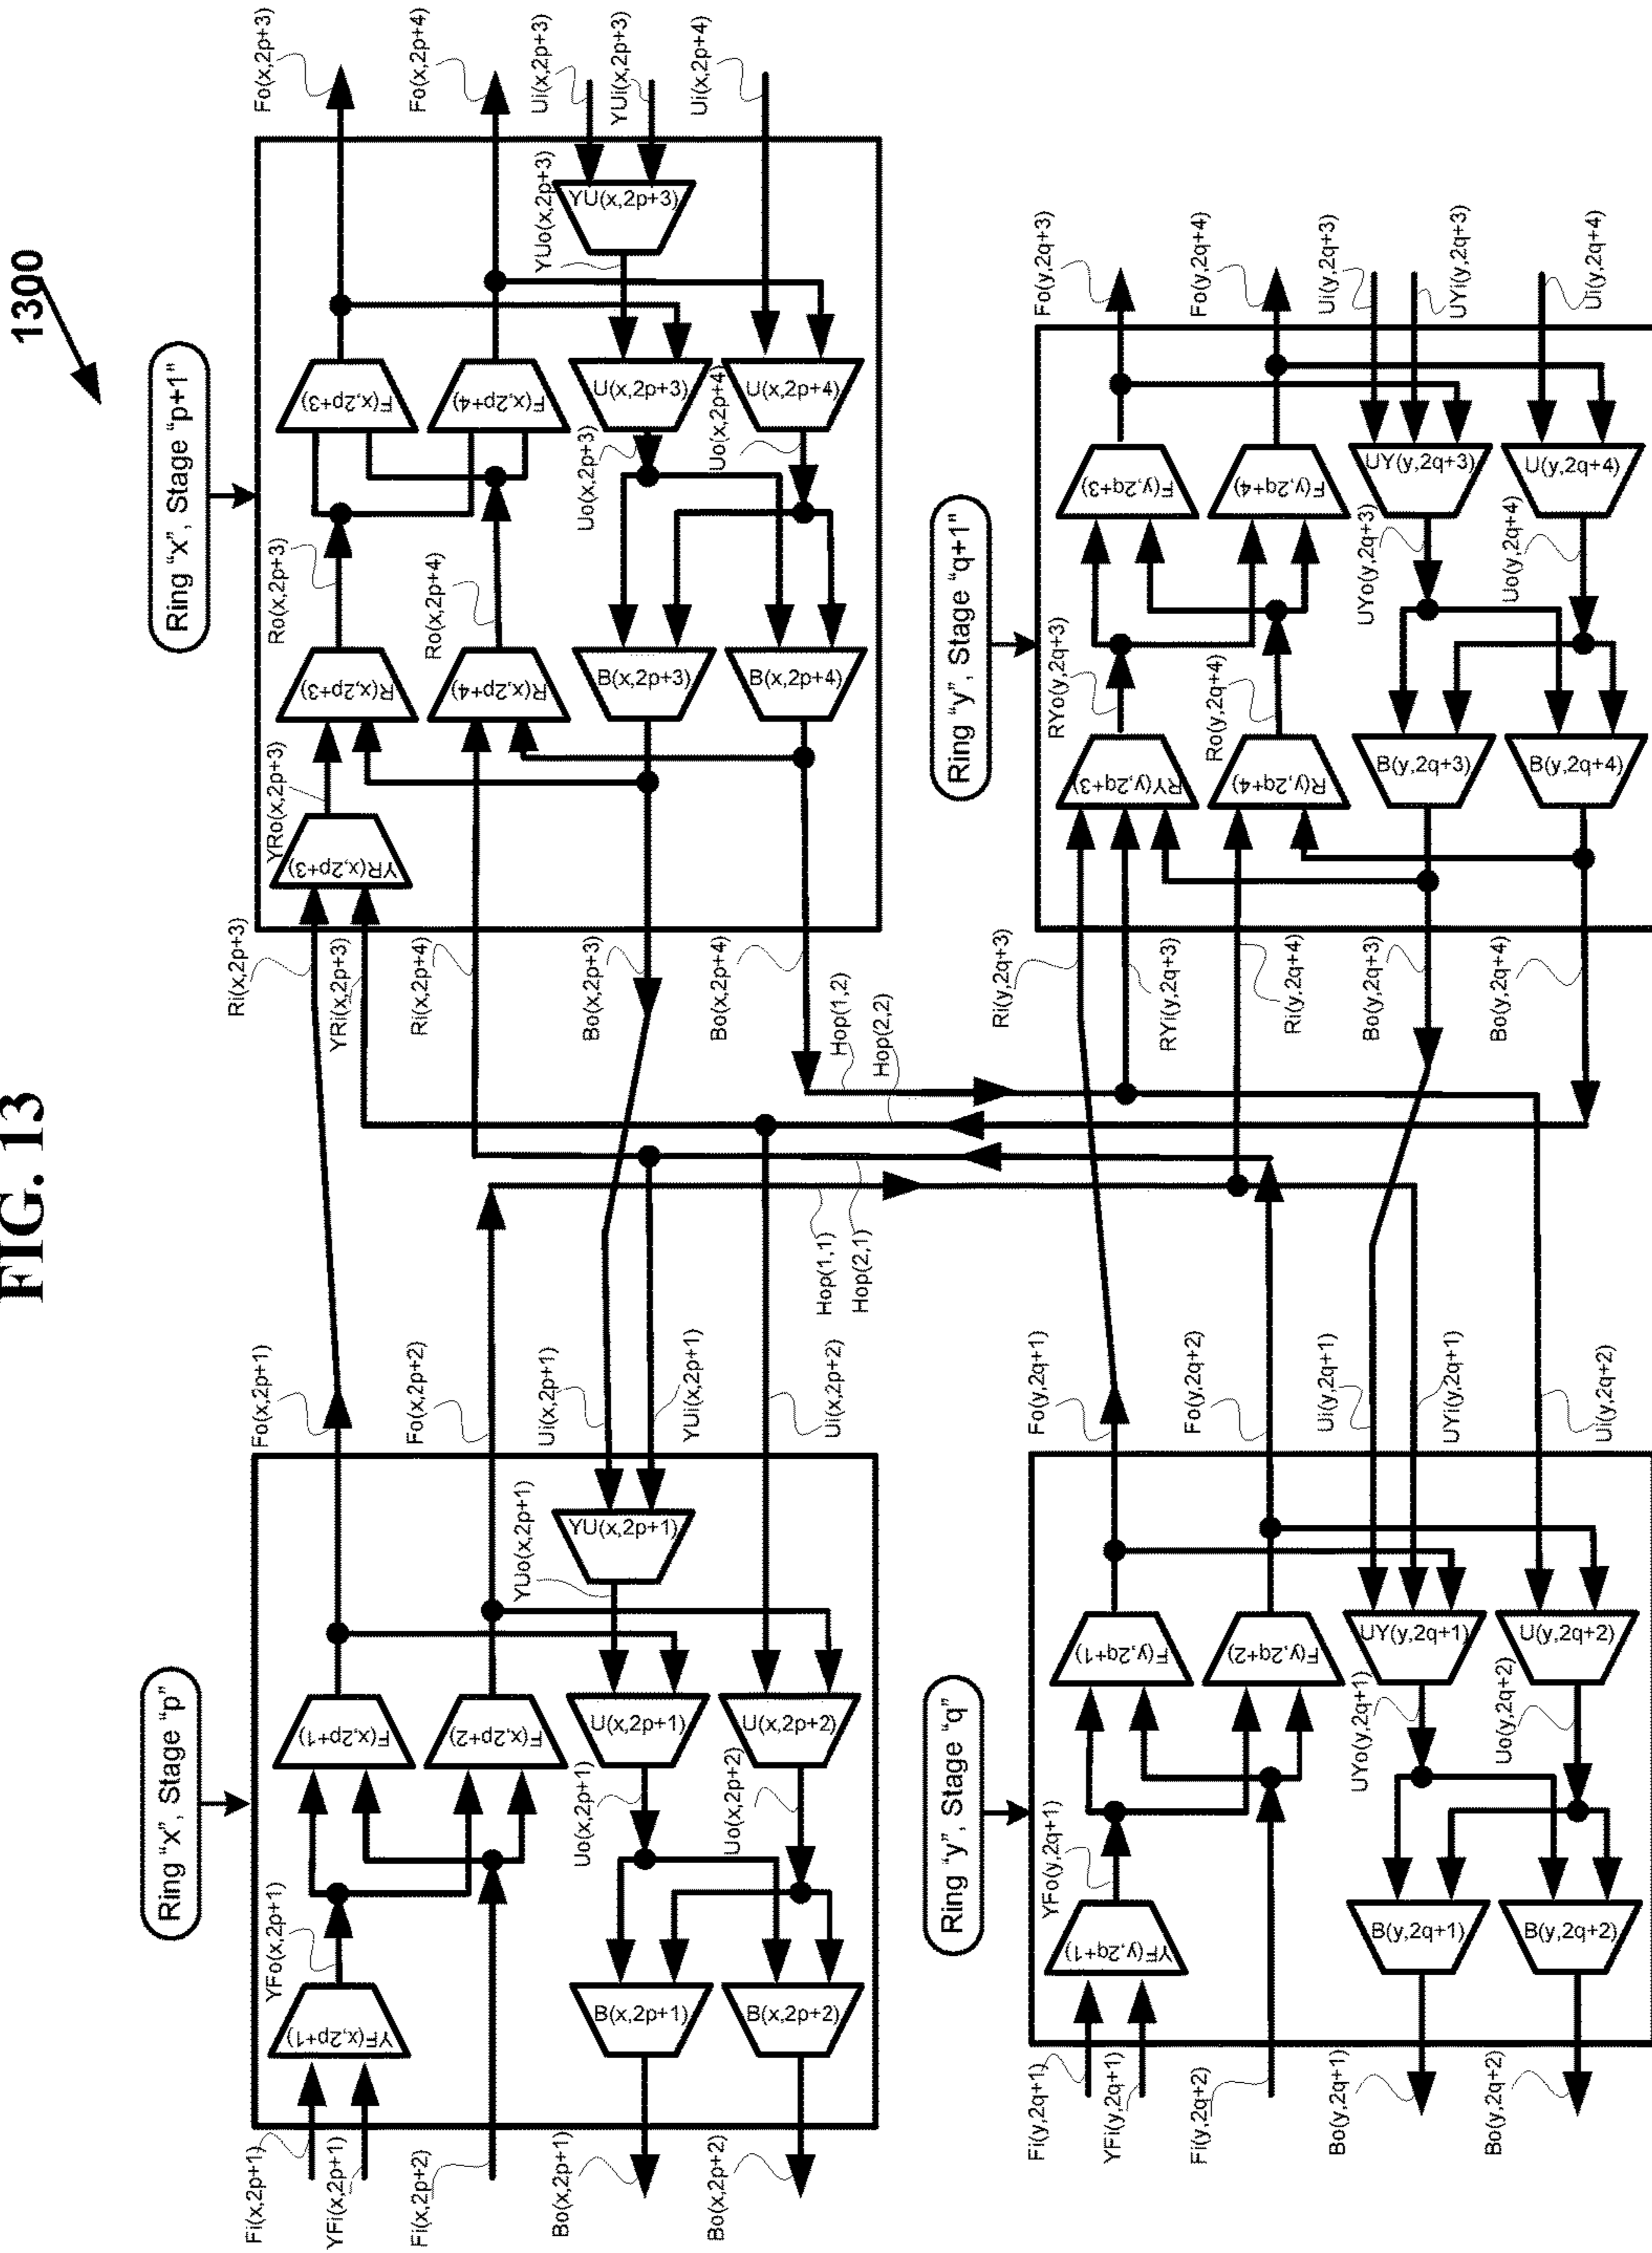 FIG. 13
1300
Ring "x", Stage "p"
Fi(x,2p+1)
YFi(x,2p+1)
Fi(x,2p+2)
Bo(x,2p+1)
Bo(x,2p+2)
YF(x,2p+1)
YFo(x,2p+1)
F(x,2p+1)
F(x,2p+2)
YUo(x,2p+1)
YU(x,2p+1)
U(x,2p+1)
U(x,2p+2)
Uo(x,2p+1)
Uo(x,2p+2)
B(x,2p+1)
B(x,2p+2)
Fo(x,2p+1)
Fo(x,2p+2)
Ui(x,2p+1)
YUi(x,2p+1)
Ui(x,2p+2)
Ring "x", Stage "p+1"
Ri(x,2p+3)
YRi(x,2p+3)
Ri(x,2p+4)
Bo(x,2p+3)
Bo(x,2p+4)
YR(x,2p+3)
YRo(x,2p+3)
R(x,2p+3)
R(x,2p+4)
Ro(x,2p+3)
Ro(x,2p+4)
F(x,2p+3)
F(x,2p+4)
YUo(x,2p+3)
YU(x,2p+3)
U(x,2p+3)
U(x,2p+4)
Uo(x,2p+3)
Uo(x,2p+4)
B(x,2p+3)
B(x,2p+4)
Fo(x,2p+3)
Fo(x,2p+4)
Ui(x,2p+3)
YUi(x,2p+3)
Ui(x,2p+4)
Hop(1,1)
Hop(2,1)
Hop(1,2)
Hop(2,2)
Ring "y", Stage "q"
Fi(y,2q+1)
YFi(y,2q+1)
Fi(y,2q+2)
Bo(y,2q+1)
Bo(y,2q+2)
YF(y,2q+1)
YFo(y,2q+1)
F(y,2q+1)
F(y,2q+2)
UY(y,2q+1)
U(y,2q+2)
UYo(y,2q+1)
Uo(y,2q+2)
B(y,2q+1)
B(y,2q+2)
Fo(y,2q+1)
Fo(y,2q+2)
Ui(y,2q+1)
UYi(y,2q+1)
Ui(y,2q+2)
Ring "y", Stage "q+1"
Ri(y,2q+3)
RYi(y,2q+3)
Ri(y,2q+4)
Bo(y,2q+3)
Bo(y,2q+4)
RY(y,2q+3)
R(y,2q+4)
RYo(y,2q+3)
Ro(y,2q+4)
F(y,2q+3)
F(y,2q+4)
UY(y,2q+3)
U(y,2q+4)
UYo(y,2q+3)
Uo(y,2q+4)
B(y,2q+3)
B(y,2q+4)
Fo(y,2q+3)
Fo(y,2q+4)
Ui(y,2q+3)
UYi(y,2q+3)
Ui(y,2q+4)